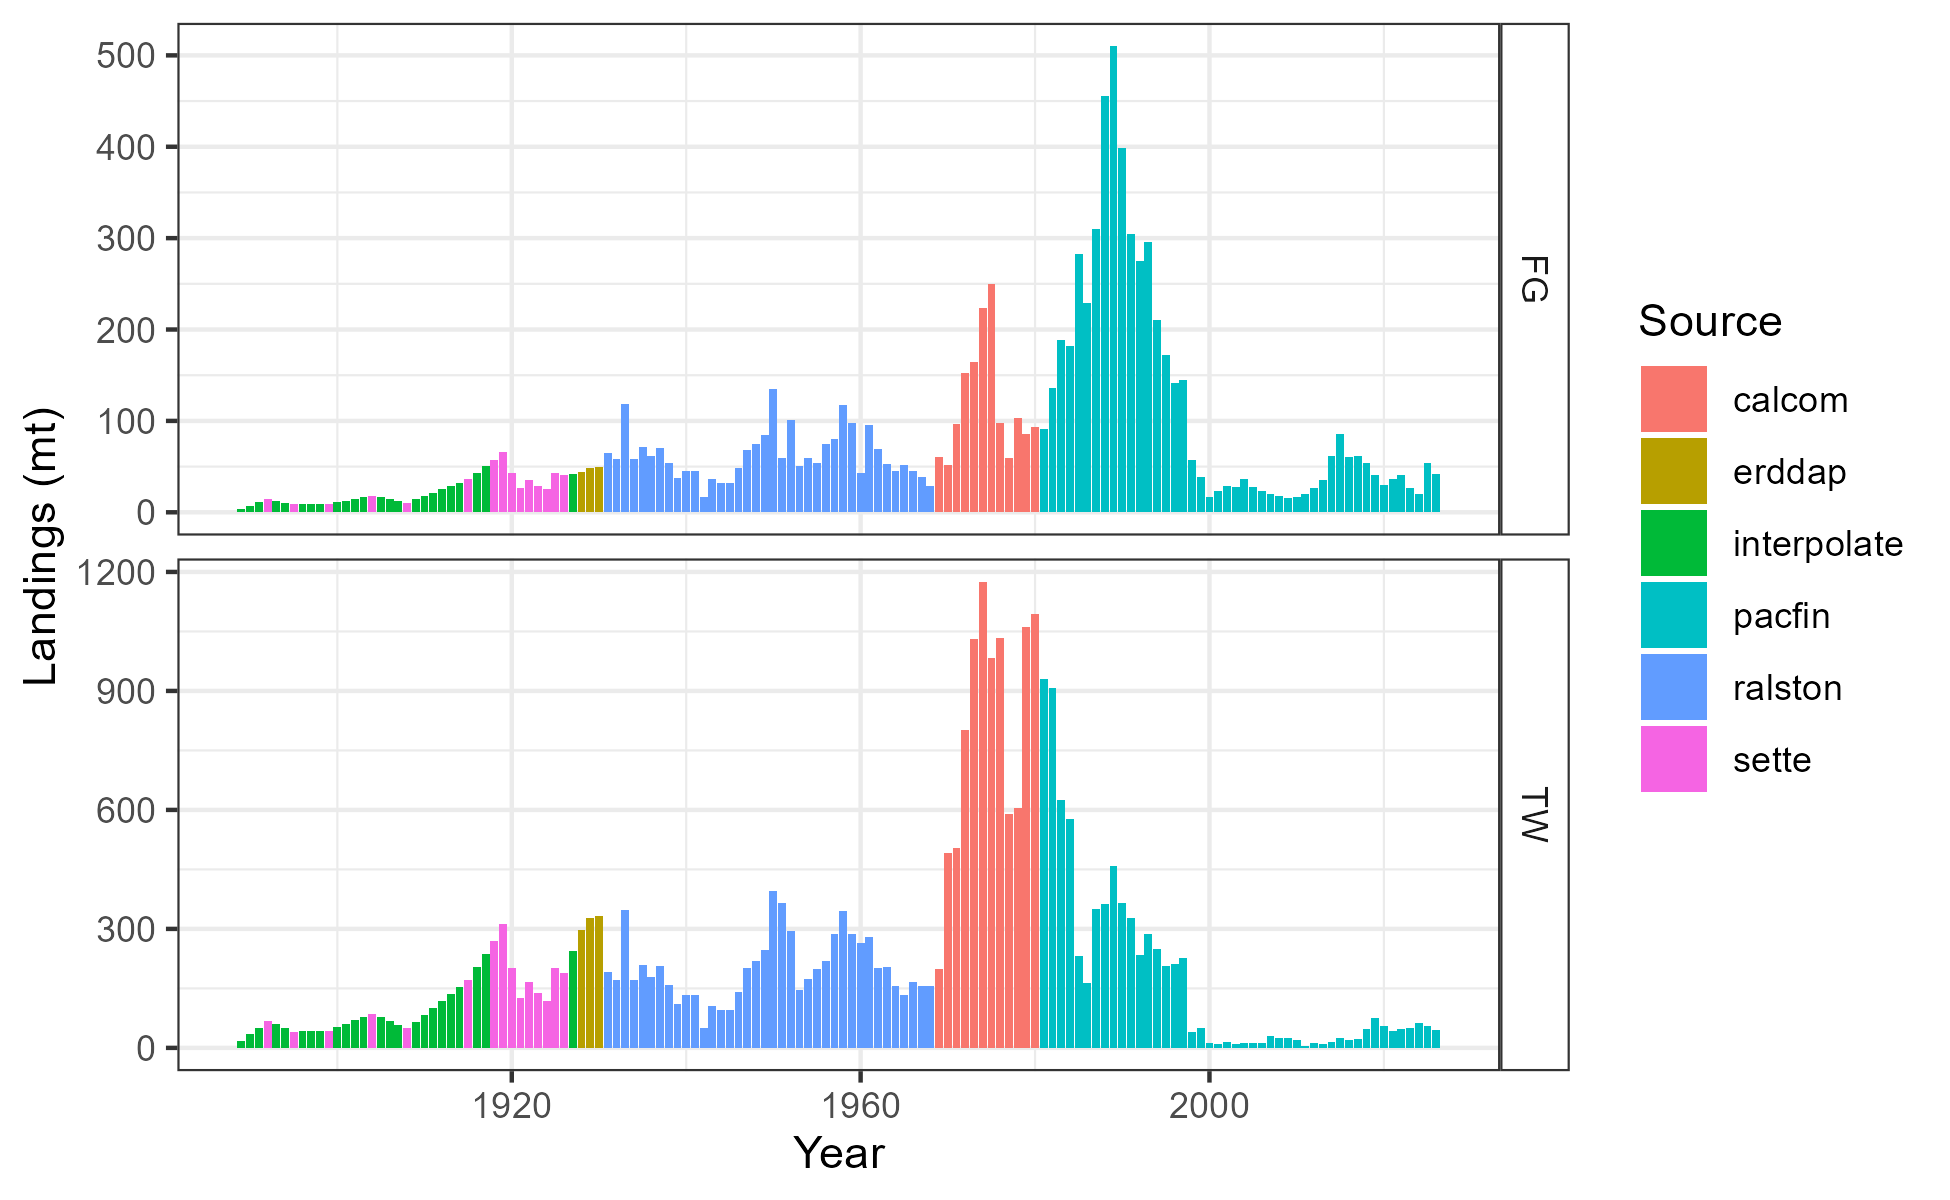 500
400
300
200
100
0
FG
1200
900
600
300
0
TW
1920 1960 2000
Year
Landings (mt)
Source
calcom
erddap
interpolate
pacfin
ralston
sette